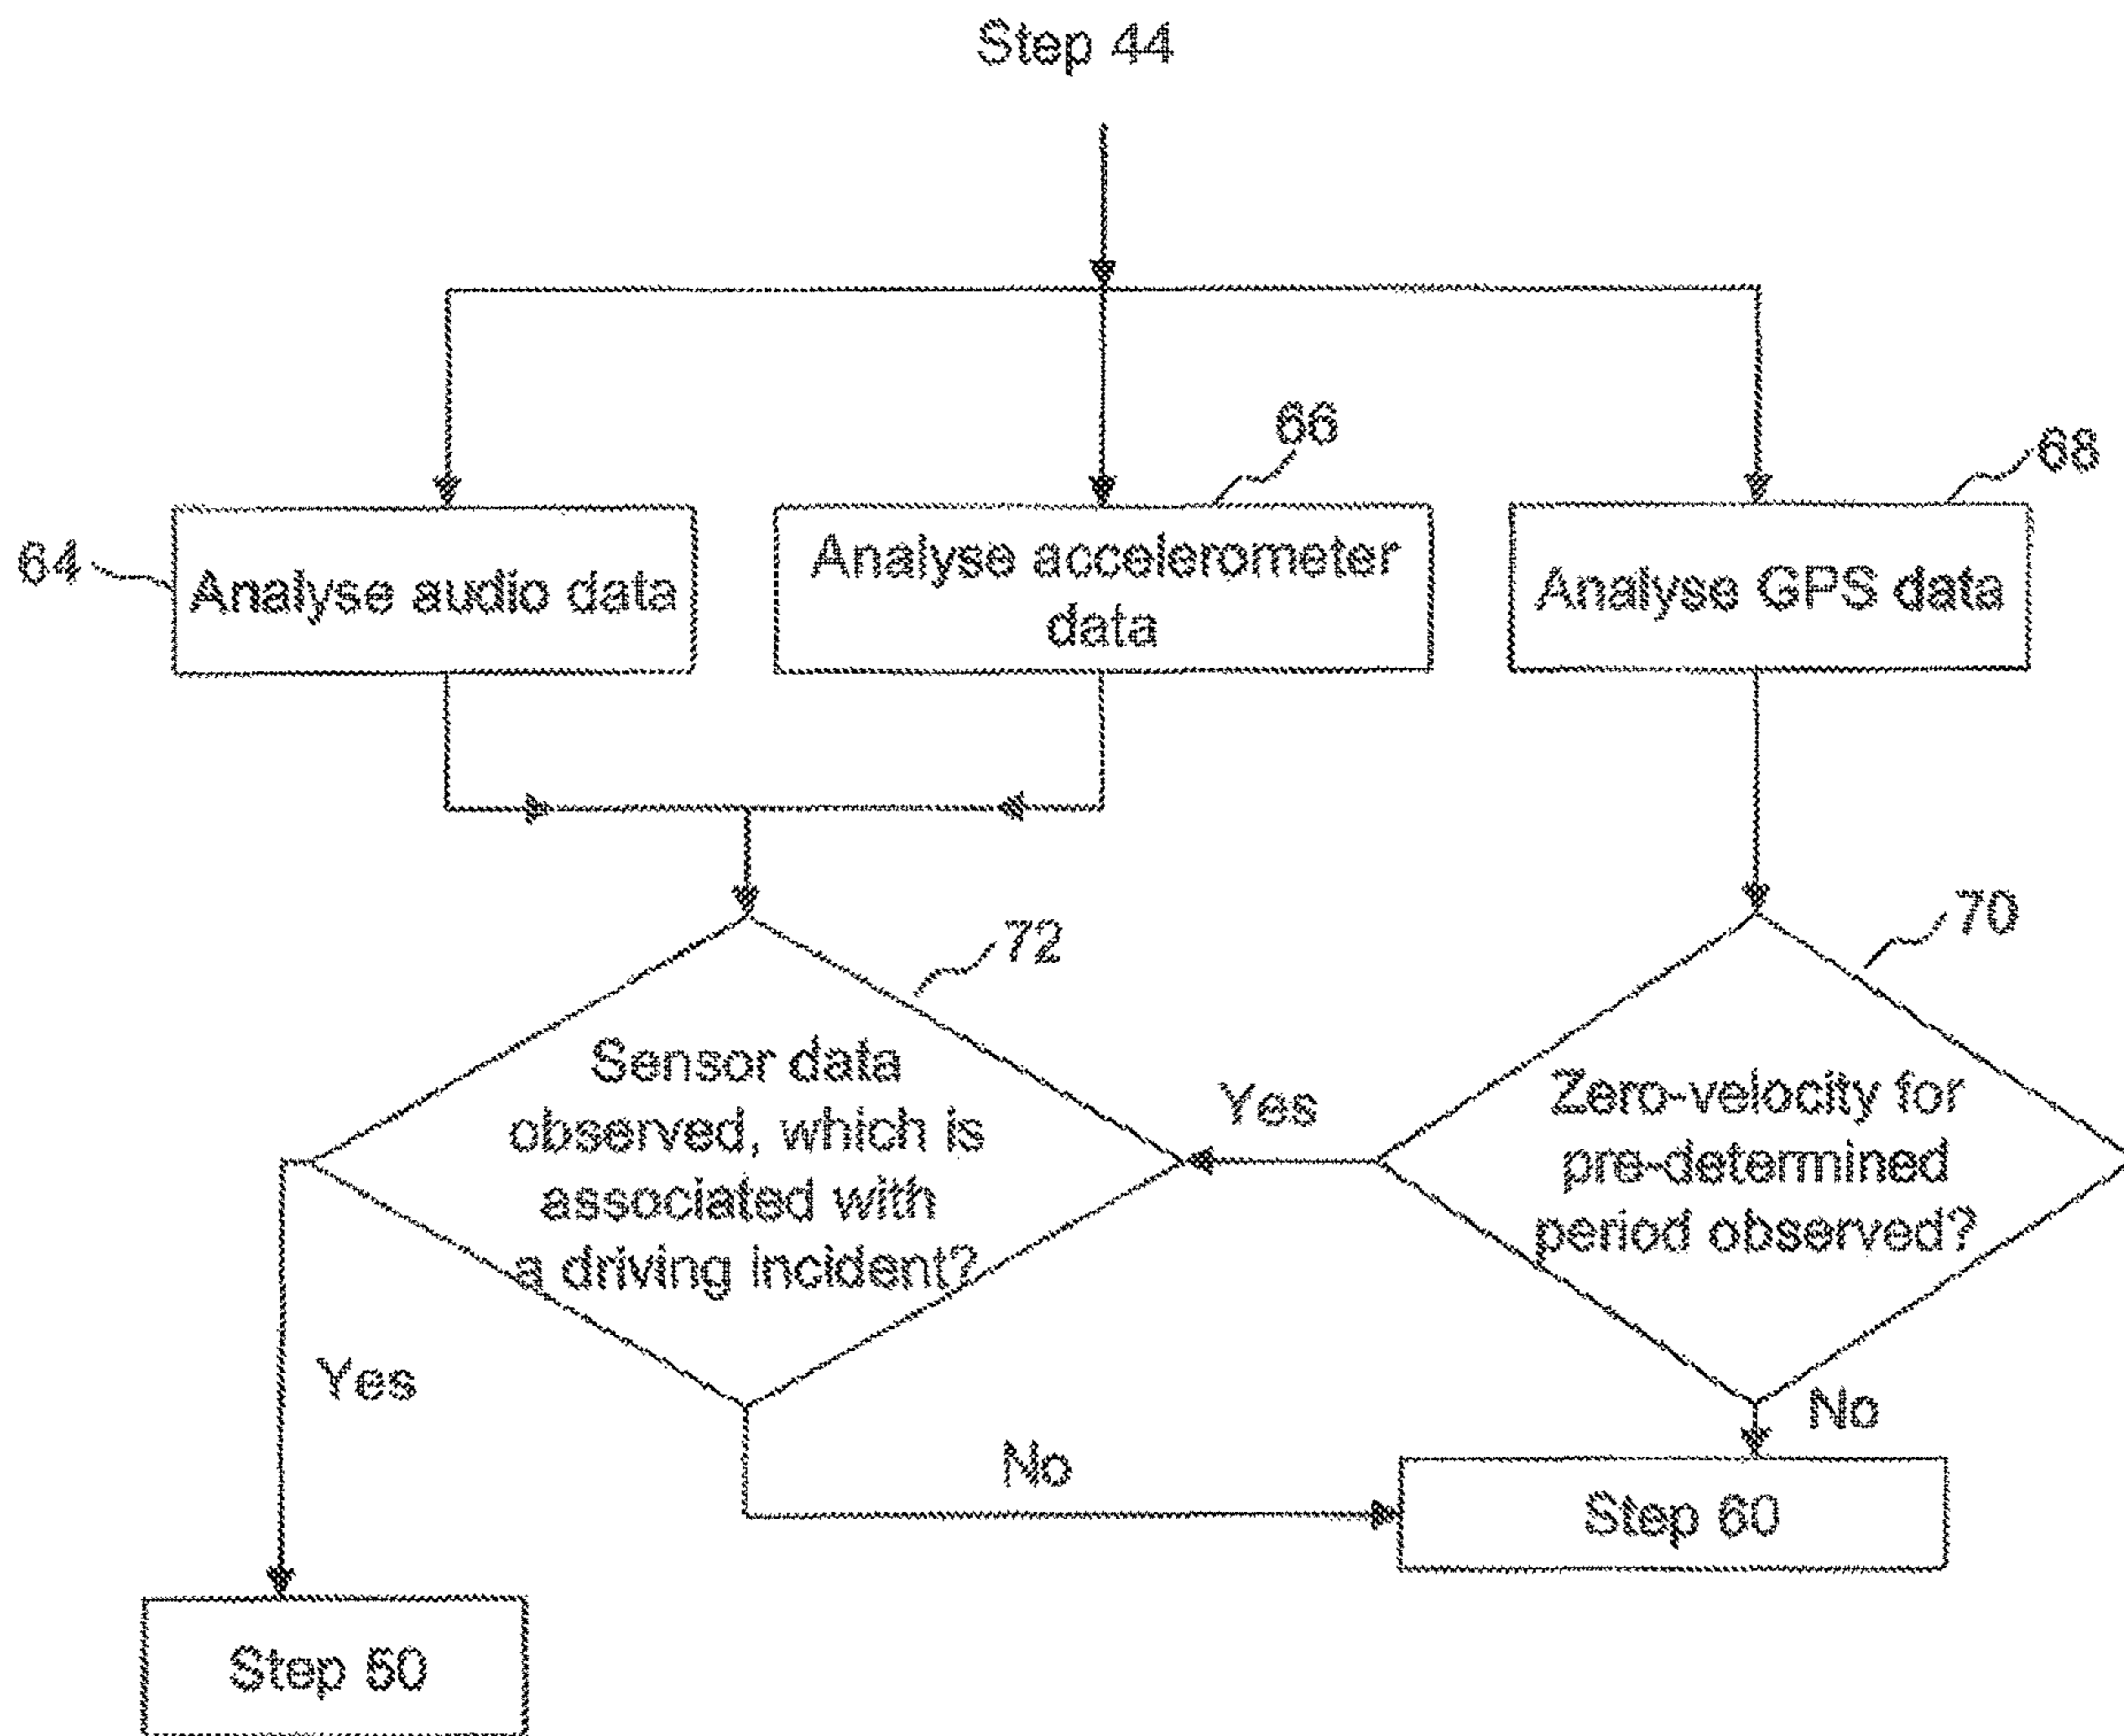 Step 44
66
68
64
Analyse audio data
Analyse accelerometer
data
Analyse GPS data
72
70
Sensor data
observed, which is
associated with
a driving incident?
Yes
Zero-velocity for
pre-determined
period observed?
Yes
No
No
Step 60
Step 50